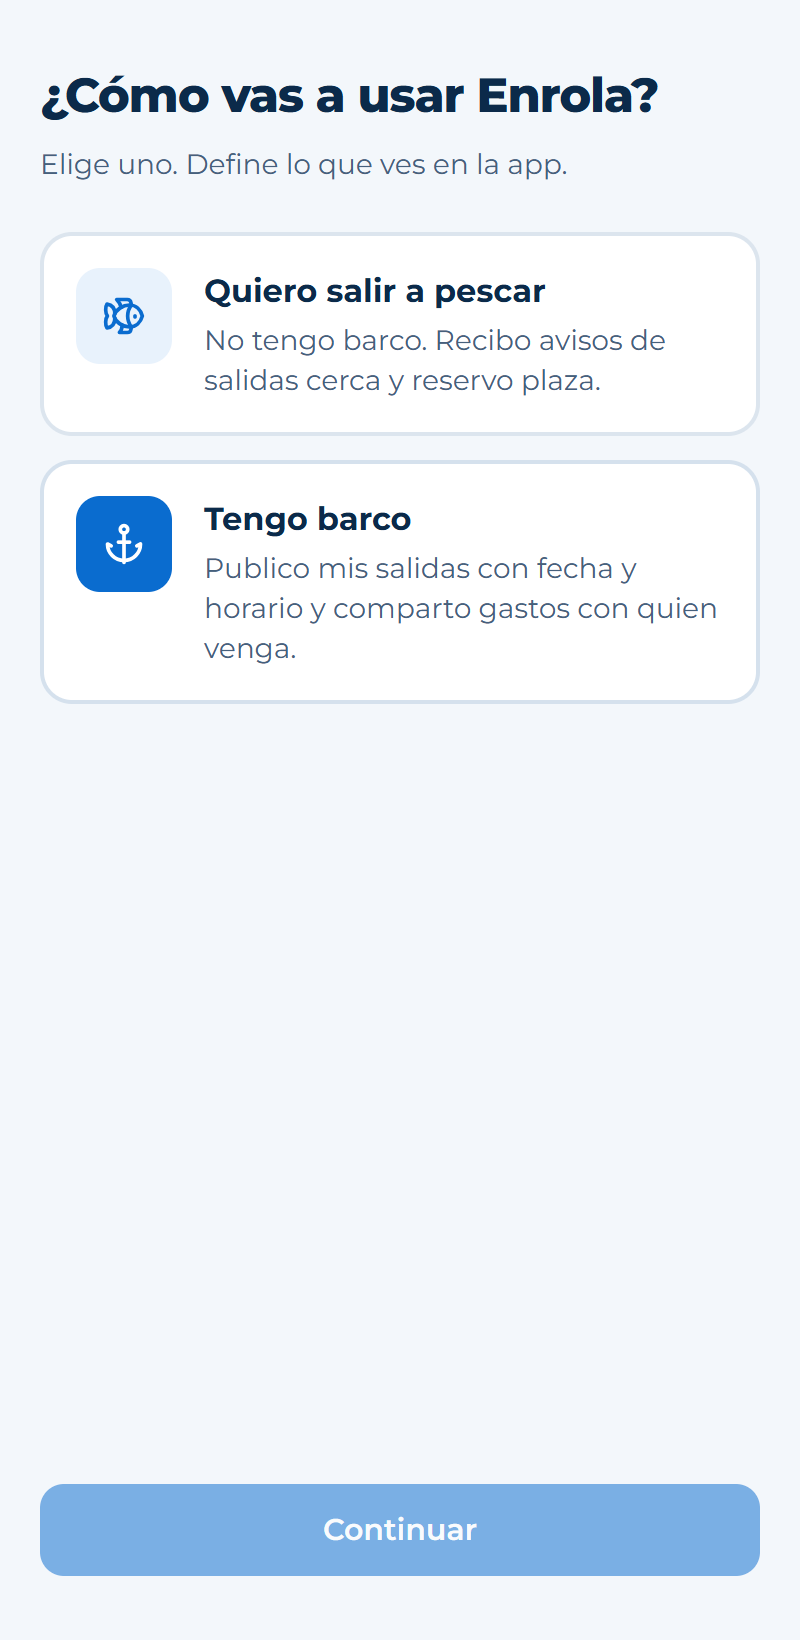 ¿Cómo vas a usar Enrola?
Elige uno. Define lo que ves en la app.
Quiero salir a pescar
No tengo barco. Recibo avisos de
salidas cerca y reservo plaza.
Tengo barco
Publico mis salidas con fecha y
horario y comparto gastos con quien
venga.
Continuar